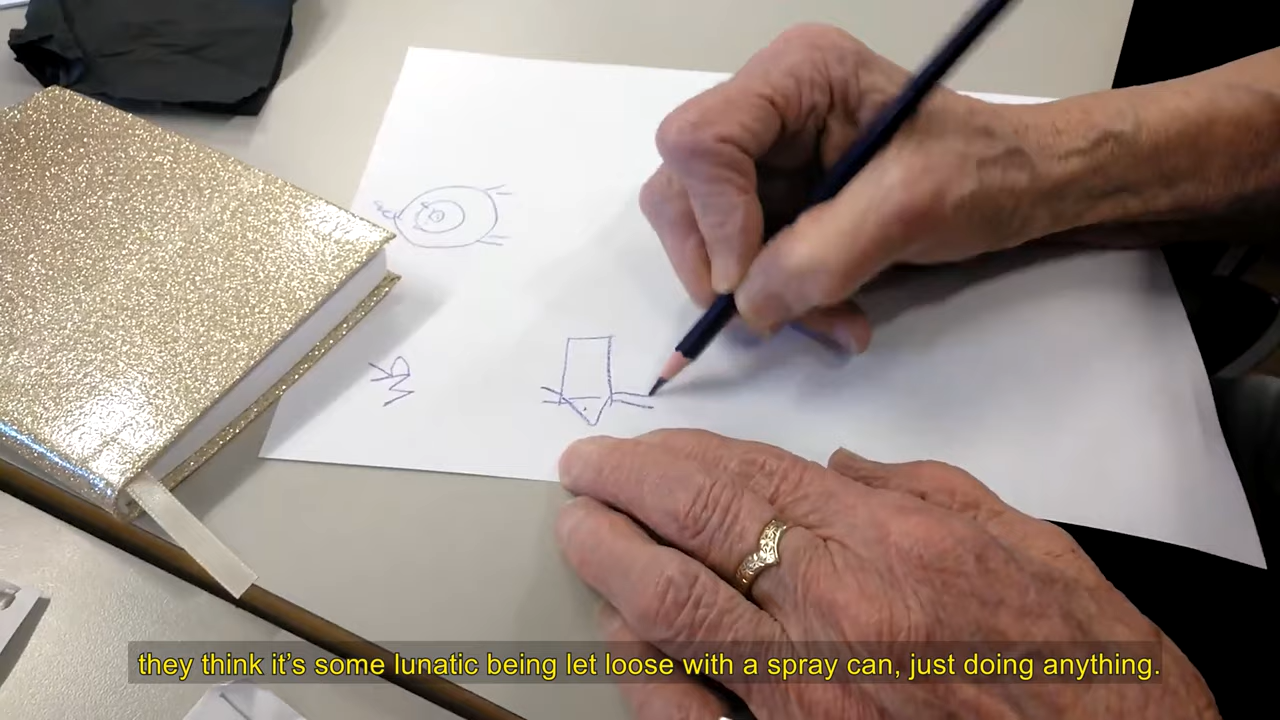 they think it’s some lunatic being let loose with a spray can, just doing anything.